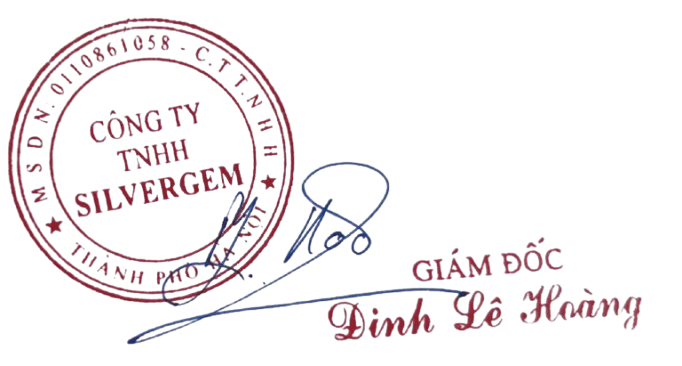 M S D N . 0110861058 - C . T . T . N . H . H
CÔNG TY
TNHH
SILVERGEM
THÀNH PHỐ HÀ NỘI
GIÁM ĐỐC
Đinh Lê Hoàng